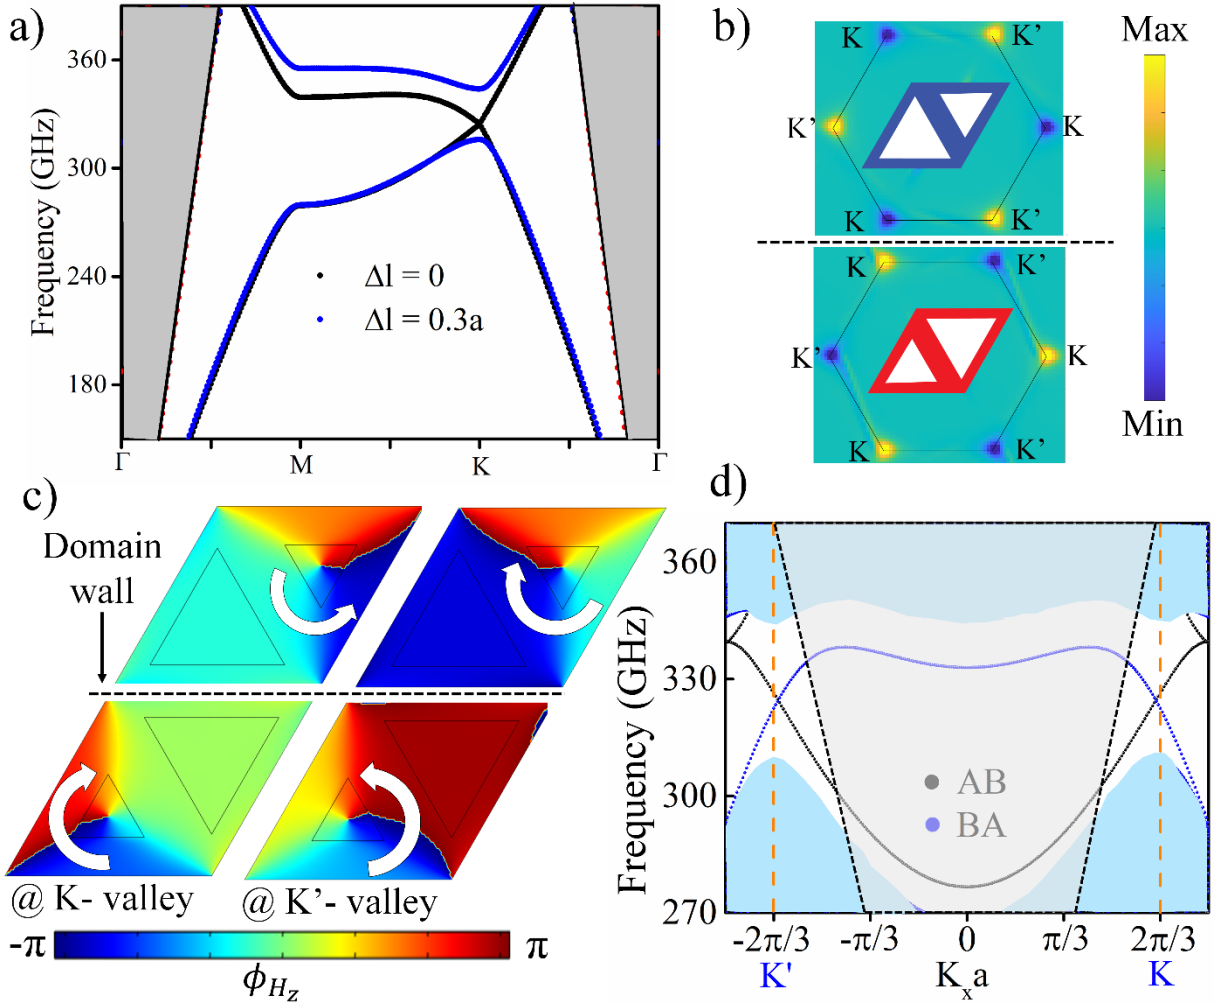 a)
360
300
240
180
Frequency (GHz)
Δl = 0
Δl = 0.3a
Γ
M
K
Γ
b)
K
K'
K'
K
K
K'
K
K'
K'
K
K
K'
Max
Min
c)
Domain
wall
@ K- valley
@ K'- valley
-π
π
ϕHz
d)
360
330
300
270
Frequency (GHz)
AB
BA
-2π/3
-π/3
0
π/3
2π/3
K'
Kxa
K